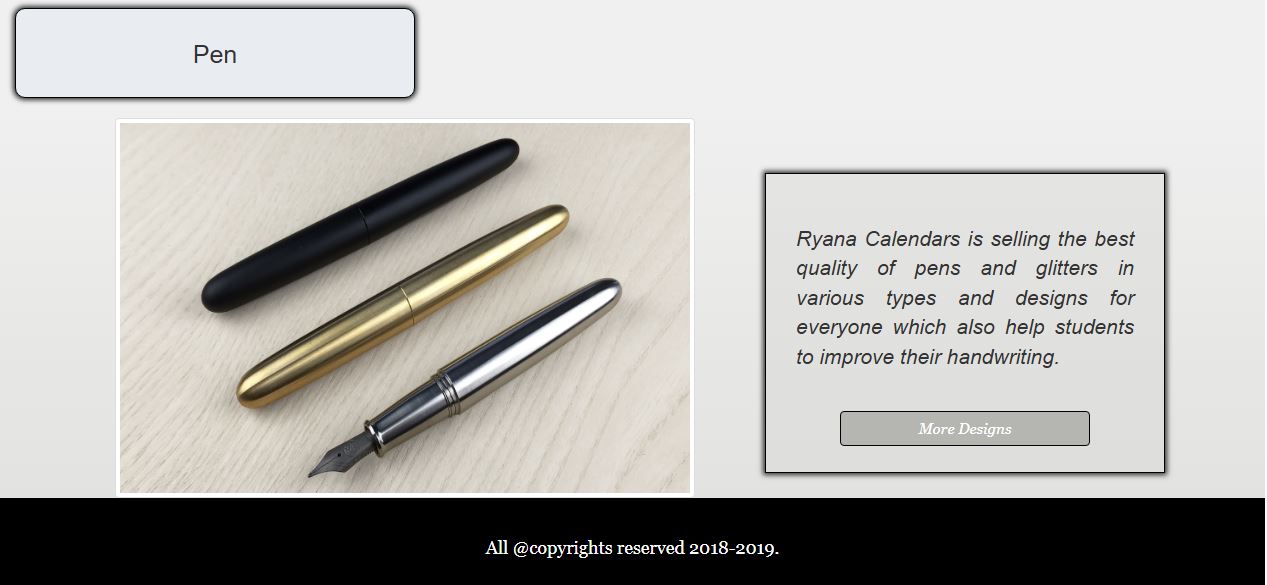 Pen
Ryana Calendars is selling the best
quality of pens and glitters in
various types and designs for
everyone which also help students
to improve their handwriting.
More Designs
All @copyrights reserved 2018-2019.